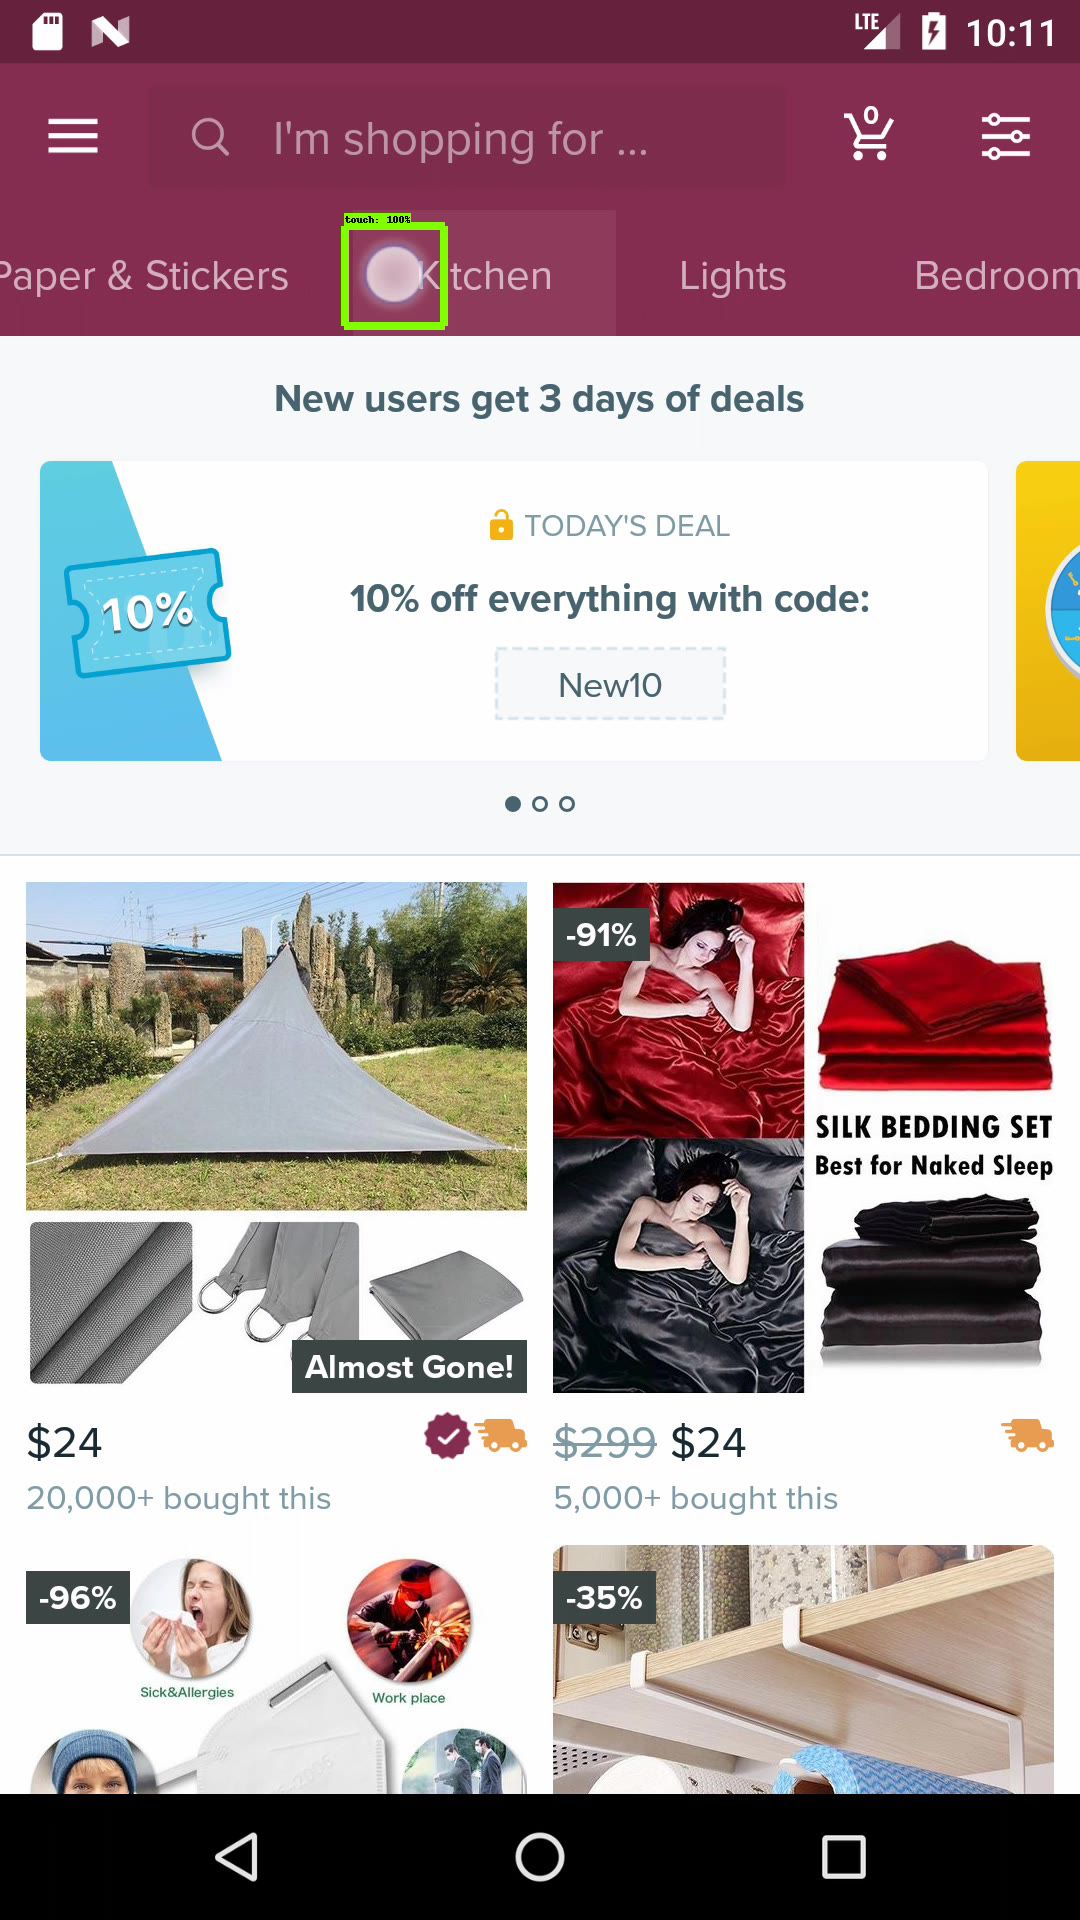 LTE 10:11
I'm shopping for ...
0
touch: 100%
Paper & Stickers Kitchen Lights Bedroom
New users get 3 days of deals
TODAY'S DEAL
10% off everything with code:
10%
New10
-91%
SILK BEDDING SET
Best for Naked Sleep
Almost Gone!
$24
20,000+ bought this
$299 $24
5,000+ bought this
-96%
Sick&Allergies
Work place
-35%